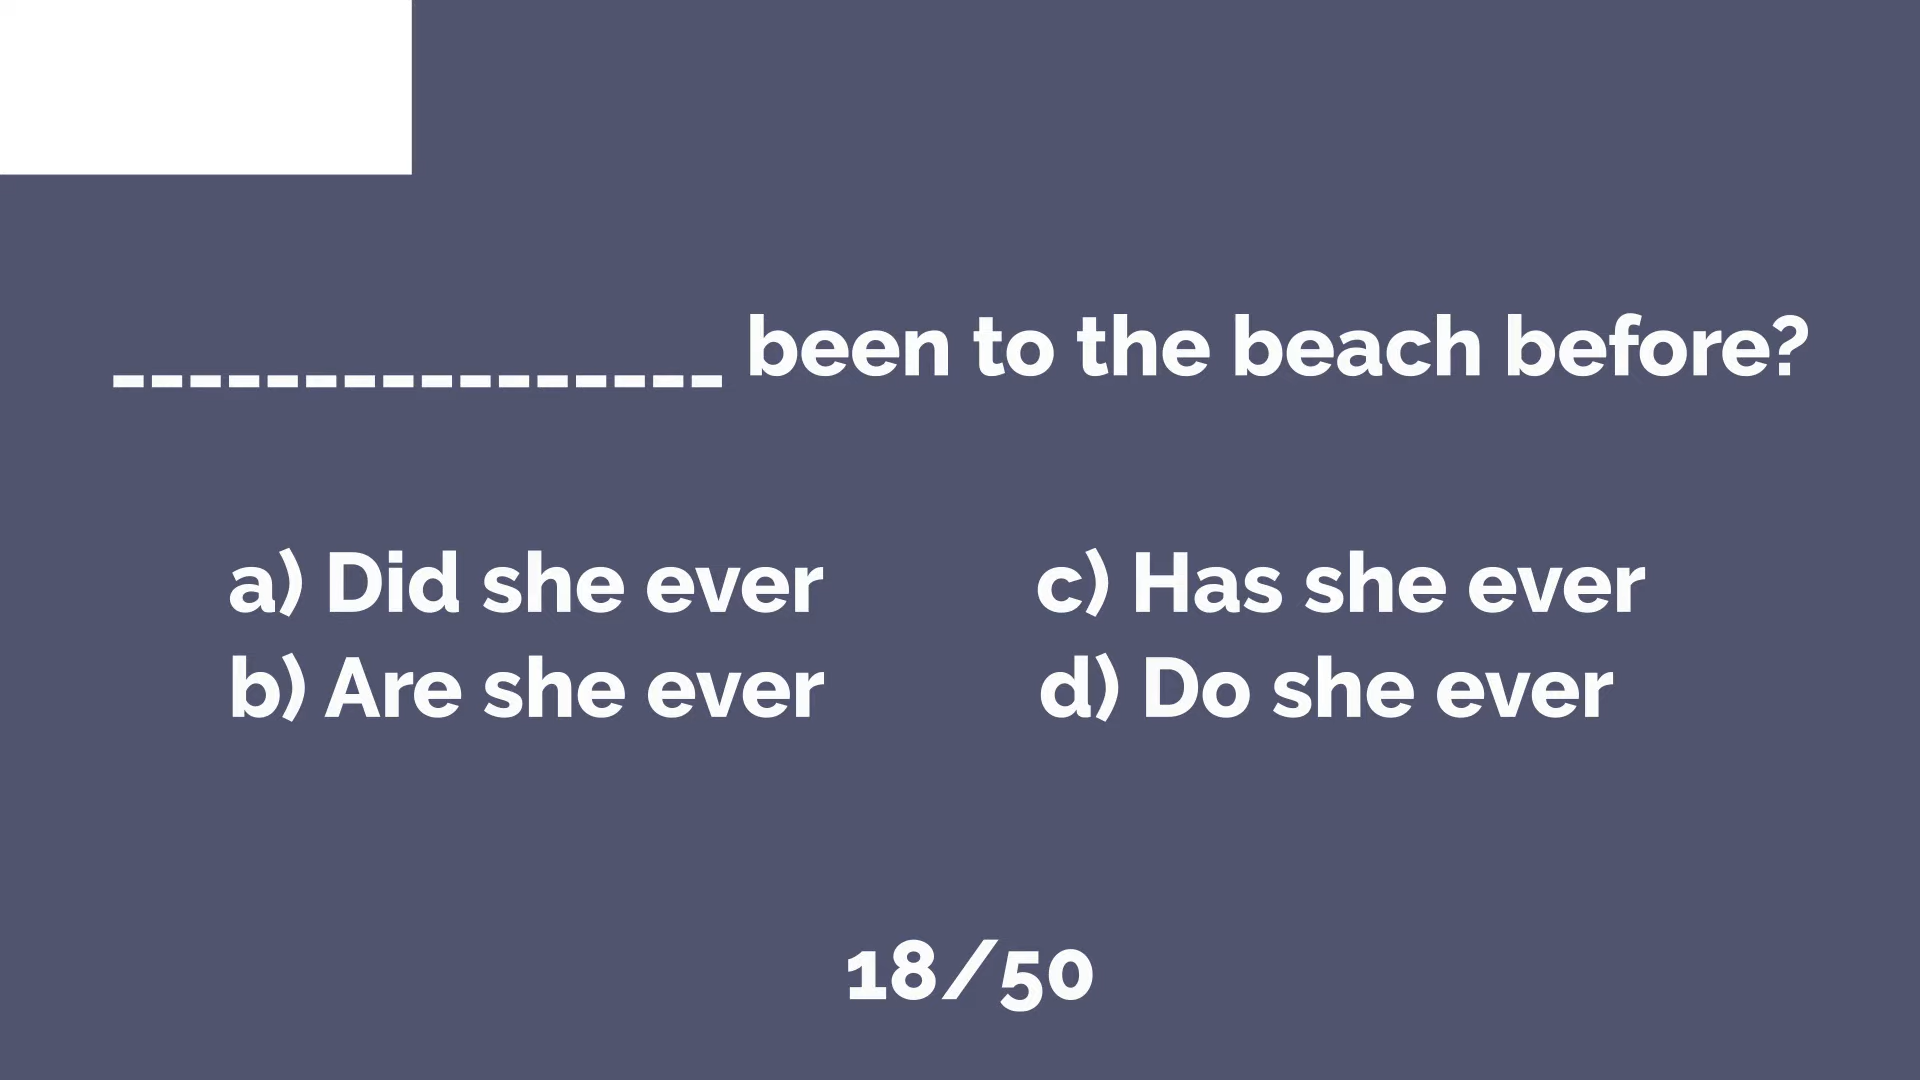 ________________ been to the beach before?
a) Did she ever
b) Are she ever
c) Has she ever
d) Do she ever
18/50